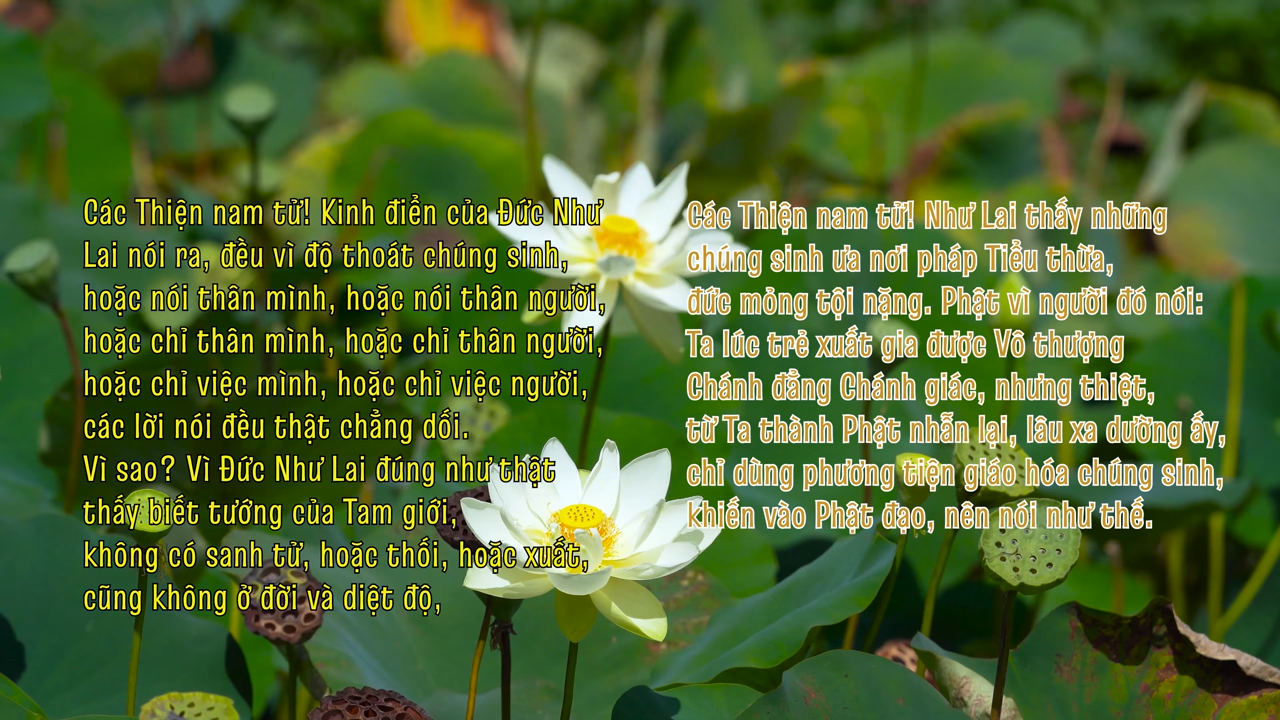 Các Thiện nam tử! Kinh điển của Đức Như
Lai nói ra, đều vì độ thoát chúng sinh,
hoặc nói thân mình, hoặc nói thân người,
hoặc chỉ thân mình, hoặc chỉ thân người,
hoặc chỉ việc mình, hoặc chỉ việc người,
các lời nói đều thật chẳng dối.
Vì sao? Vì Đức Như Lai đúng như thật
thấy biết tướng của Tam giới,
không có sanh tử, hoặc thối, hoặc xuất,
cũng không ở đời và diệt độ,
Các Thiện nam tử! Như Lai thấy những
chúng sinh ưa nơi pháp Tiểu thừa,
đức mỏng tội nặng. Phật vì người đó nói:
Ta lúc trẻ xuất gia được Vô thượng
Chánh đẳng Chánh giác, nhưng thiệt,
từ Ta thành Phật nhẫn lại, lâu xa dường ấy,
chỉ dùng phương tiện giáo hóa chúng sinh,
khiến vào Phật đạo, nên nói như thế.